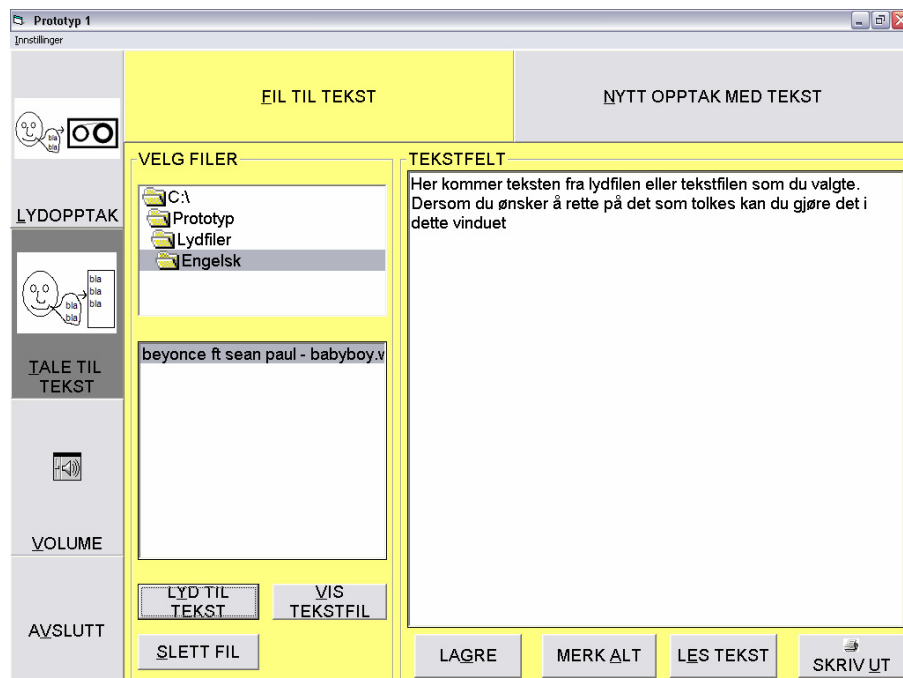 Prototyp 1
Innstillinger
FIL TIL TEKST
NYTT OPPTAK MED TEKST
bla
bla
LYDOPPTAK
bla
bla
bla
bla
bla
TALE TIL
TEKST
VOLUME
AVSLUTT
VELG FILER
C:\
Prototyp
Lydfiler
Engelsk
beyonce ft sean paul - babyboy.v
LYD TIL
TEKST
VIS
TEKSTFIL
SLETT FIL
TEKSTFELT
Her kommer teksten fra lydfilen eller tekstfilen som du valgte.
Dersom du ønsker å rette på det som tolkes kan du gjøre det i
dette vinduet
LAGRE
MERK ALT
LES TEKST
SKRIV UT